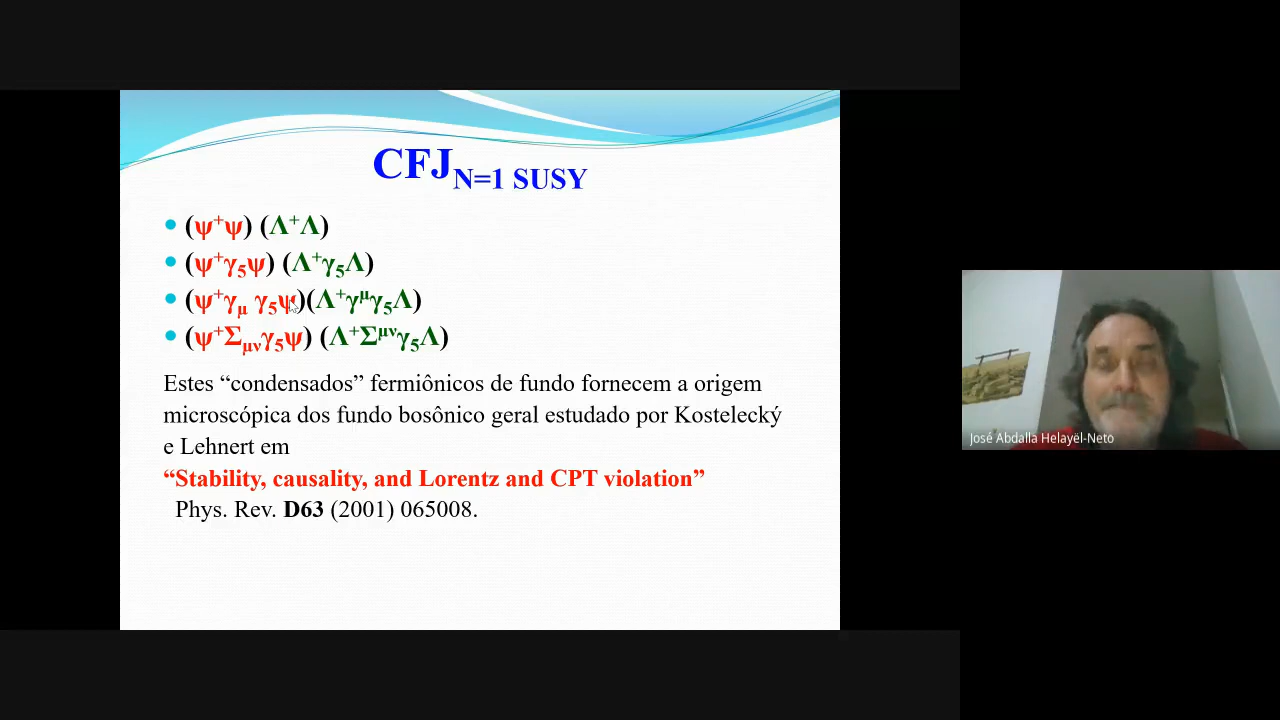 CFJN=1 SUSY
• (ψ⁺ψ) (Λ⁺Λ)
• (ψ⁺γ₅ψ) (Λ⁺γ₅Λ)
• (ψ⁺γμ γ₅ψ)(Λ⁺γᵘγ₅Λ)
• (ψ⁺Σμνγ₅ψ) (Λ⁺Σμνγ₅Λ)
Estes “condensados” fermiônicos de fundo fornecem a origem
microscópica dos fundo bosônico geral estudado por Kostelecký
e Lehnert em
“Stability, causality, and Lorentz and CPT violation”
Phys. Rev. D63 (2001) 065008.
José Abdalla Helayël-Neto